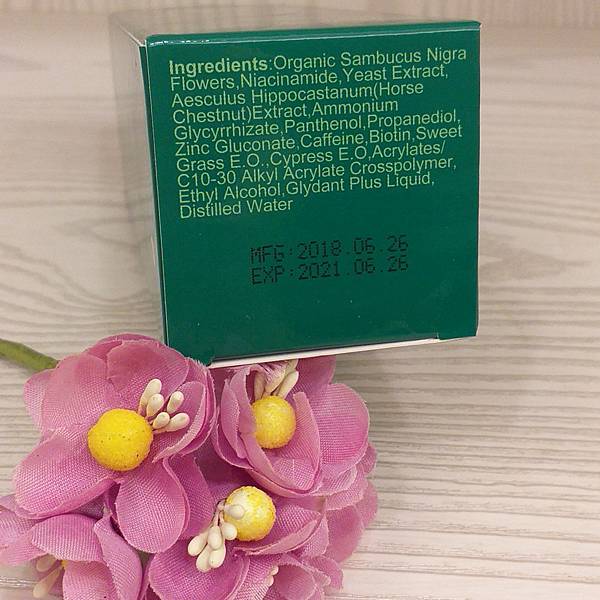 Ingredients:Organic Sambucus Nigra
Flowers,Niacinamide,Yeast Extract,
Aesculus Hippocastanum(Horse
Chestnut)Extract,Ammonium
Glycyrrhizate,Panthenol,Propanediol,
Zinc Gluconate,Caffeine,Biotin,Sweet
Grass E.O.,Cypress E.O,Acrylates/
C10-30 Alkyl Acrylate Crosspolymer,
Ethyl Alcohol,Glydant Plus Liquid,
Distilled Water
MFG:2018.06.26
EXP:2021.06.26